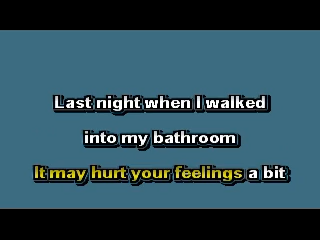 Last night when I walked
into my bathroom
It may hurt your feelings a bit